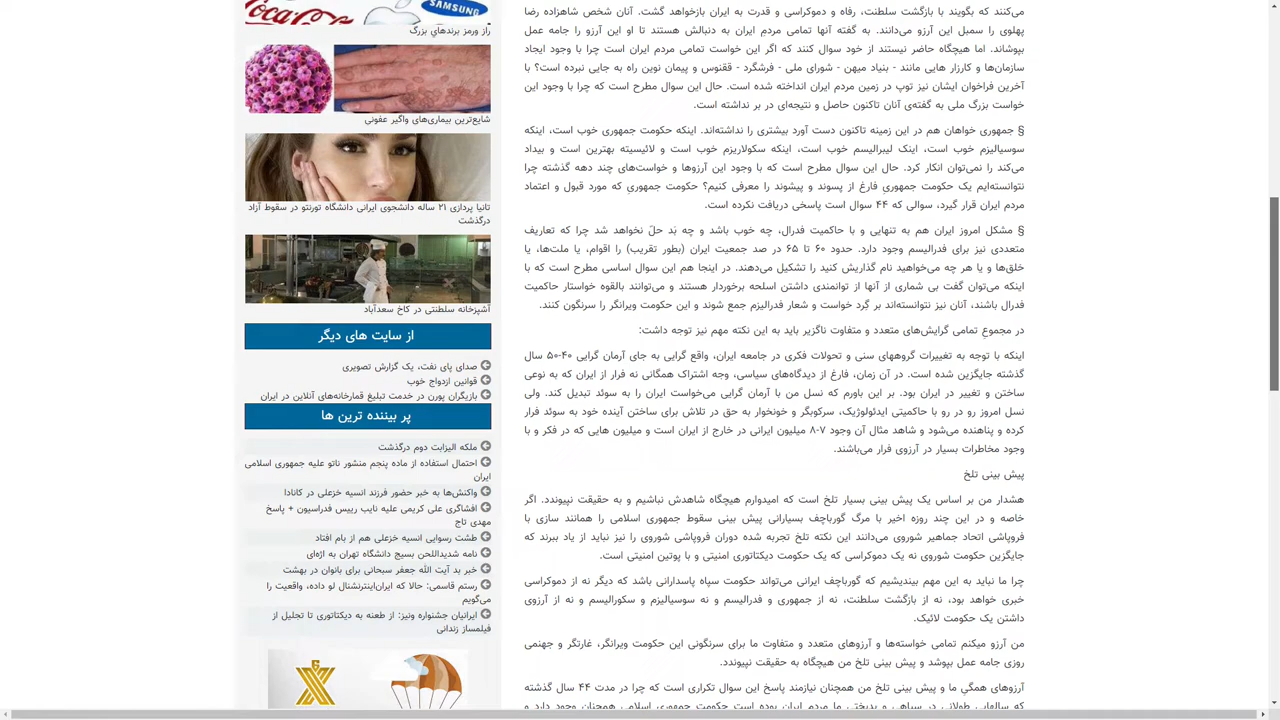 می‌کنند که بگویند با بازگشت سلطنت، رفاه و دموکراسی و قدرت به ایران بازخواهد گشت. آنان شخص شاهزاده رضا
پهلوی را سمبل این آرزو می‌دانند. به گفته آنها تمامی مردم ایران به دنبالش هستند تا او این آرزو را جامه عمل
بپوشاند. اما هیچگاه حاضر نیستند از خود سوال کنند که اگر این خواست تمامی مردم ایران است چرا با وجود ایجاد
سازمان‌ها و کارزار هایی مانند - بنیاد میهن - شورای ملی - فرشگرد - ققنوس و پیمان نوین راه به جایی نبرده است؟ با
آخرین فراخوان ایشان نیز توپ در زمین مردم ایران انداخته شده است. حال این سوال مطرح است که چرا با وجود این
خواست بزرگ ملی به گفته‌ی آنان تاکنون حاصل و نتیجه‌ای در بر نداشته است.
§ جمهوری خواهان هم در این زمینه تاکنون دست آورد بیشتری را نداشته‌اند. اینکه حکومت جمهوری خوب است، اینکه
سوسیالیزم خوب است، اینک لیبرالیسم خوب است، اینکه سکولاریزم خوب است و لائیسیته بهترین است و بیداد
می‌کند را نمی‌توان انکار کرد. حال این سوال مطرح است که با وجود این آرزوها و خواست‌های چند دهه گذشته چرا
نتوانسته‌ایم یک حکومت جمهوریِ فارغ از پسوند و پیشوند را معرفی کنیم؟ حکومت جمهوریِ که مورد قبول و اعتماد
مردم ایران قرار گیرد، سوالی که ۴۴ سوال است پاسخی دریافت نکرده است.
§ مشکل امروز ایران هم به تنهایی و با حاکمیت فدرال، چه خوب باشد و چه بَد حلّ نخواهد شد چرا که تعاریف
متعددی نیز برای فدرالیسم وجود دارد. حدود ۶۰ تا ۶۵ در صد جمعیت ایران (بطور تقریب) را اقوام، یا ملت‌ها، یا
خلق‌ها و یا هر چه می‌خواهید نام گذاریش کنید را تشکیل می‌دهند. در اینجا هم این سوال اساسی مطرح است که با
اینکه می‌توان گفت بی شماری از آنها از توانمندی داشتن اسلحه برخوردار هستند و می‌توانند بالقوه خواستار حاکمیت
فدرال باشند، آنان نیز نتوانسته‌اند بر گِرد خواست و شعار فدرالیزم جمع شوند و این حکومت ویرانگر را سرنگون کنند.
در مجموعِ تمامی گرایش‌های متعدد و متفاوت ناگزیر باید به این نکته مهم نیز توجه داشت:
اینکه با توجه به تغییرات گروههای سنی و تحولات فکری در جامعه ایران، واقع گرایی به جای آرمان گرایی ۴۰-۵۰ سال
گذشته جایگزین شده است. در آن زمان، فارغ از دیدگاه‌های سیاسی، وجه اشتراک همگانی نه فرار از ایران که به نوعی
ساختن و تغییر در ایران بود. بر این باورم که نسل من با آرمان گرایی می‌خواست ایران را به سوئد تبدیل کند. ولی
نسل امروز رو در رو با حاکمیتی ایدئولوژیک، سرکوبگر و خونخوار به حق در تلاش برای ساختن آینده خود به سوئد فرار
کرده و پناهنده می‌شود و شاهد مثال آن وجود ۷-۸ میلیون ایرانی در خارج از ایران است و میلیون هایی که در فکر و با
وجود مخاطرات بسیار در آرزوی فرار می‌باشند.
پیش بینی تلخ
هشدار من بر اساس یک پیش بینی بسیار تلخ است که امیدوارم هیچگاه شاهدش نباشیم و به حقیقت نپیوندد. اگر
خاصه و در این چند روزه اخیر با مرگ گورباچف بسیارانی پیش بینی سقوط جمهوری اسلامی را همانند سازی با
فروپاشی اتحاد جماهیر شوروی می‌دانند این نکته تلخ تجربه شده دوران فروپاشی شوروی را نیز نباید از یاد ببرند که
جایگزین حکومت شوروی نه یک دموکراسی که یک حکومت دیکتاتوری امنیتی و با پوتین امنیتی است.
چرا ما نباید به این مهم بیندیشیم که گورباچف ایرانی می‌تواند حکومت سپاه پاسدارانی باشد که دیگر نه از دموکراسی
خبری خواهد بود، نه از بازگشت سلطنت، نه از جمهوری و فدرالیسم و نه سوسیالیزم و سکورالیسم و نه از آرزوی
داشتن یک حکومت لائیک.
من آرزو میکنم تمامی خواسته‌ها و آرزوهای متعدد و متفاوت ما برای سرنگونی این حکومت ویرانگر، غارتگر و جهنمی
روزی جامه عمل بپوشد و پیش بینی تلخ من هیچگاه به حقیقت نپیوندد.
آرزوهای همگیِ ما و پیش بینی تلخ من همچنان نیازمند پاسخ این سوال تکراری است که چرا در مدت ۴۴ سال گذشته
که سالهایی طولانی در سیاهی و بدبختی ما مردم ایران بوده است حکومت جمهوری اسلامی همچنان وجود دارد و
Coca
SAMSUNG
راز ورمز برندهاي بزرگ
شایع‌ترین بیماری‌های واگیر عفونی
تانیا پردازی ۲۱ ساله دانشجوی ایرانی دانشگاه تورنتو در سقوط آزاد
درگذشت
آشپزخانه سلطنتی در کاخ سعدآباد
از سایت های دیگر
صدای پای نفت، یک گزارش تصویری
قوانین ازدواج خوب
بازیگران پورن در خدمت تبلیغ قمارخانه‌های آنلاین در ایران
پر بیننده ترین ها
ملکه الیزابت دوم درگذشت
احتمال استفاده از ماده پنجم منشور ناتو علیه جمهوری اسلامی
ایران
واکنش‌ها به خبر حضور فرزند انسیه خزعلی در کانادا
افشاگری علی کریمی علیه نایب رییس فدراسیون + پاسخ
مهدی تاج
طشت رسوایی انسیه خزعلی هم از بام افتاد
نامه شدیداللحن بسیج دانشگاه تهران به اژه‌ای
خبر بد آیت الله جعفر سبحانی برای بانوان در بهشت
رستم قاسمی: حالا که ایران‌اینترنشنال لو داده، واقعیت را
می‌گویم
ایرانیان جشنواره ونیز: از طعنه به دیکتاتوری تا تجلیل از
فیلمساز زندانی